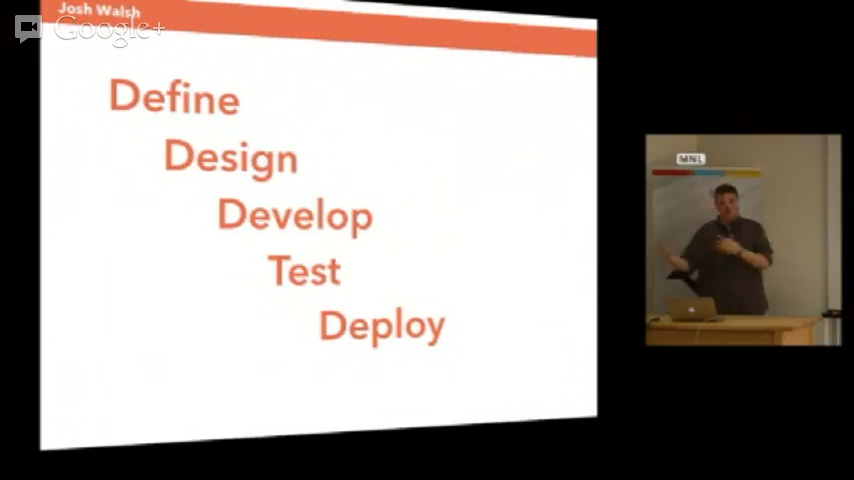 Josh Walsh
Google+
Define
Design
Develop
Test
Deploy
MNL